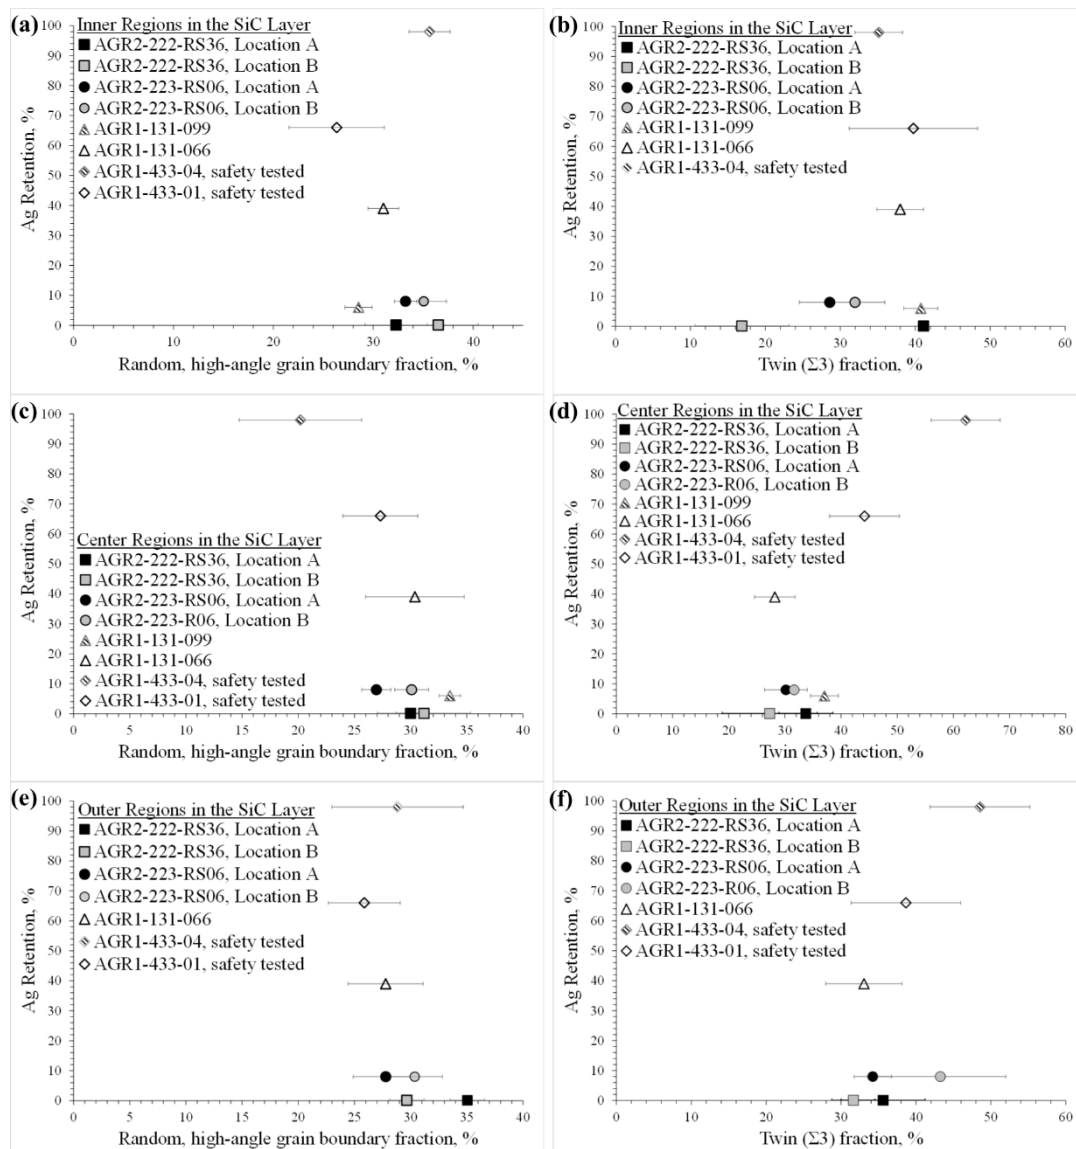 (a)
Inner Regions in the SiC Layer
AGR2-222-RS36, Location A
AGR2-222-RS36, Location B
AGR2-223-RS06, Location A
AGR2-223-RS06, Location B
AGR1-131-099
AGR1-131-066
AGR1-433-04, safety tested
AGR1-433-01, safety tested
Ag Retention, %
100
90
80
70
60
50
40
30
20
10
0
0 10 20 30 40
Random, high-angle grain boundary fraction, %
(b)
Inner Regions in the SiC Layer
AGR2-222-RS36, Location A
AGR2-222-RS36, Location B
AGR2-223-RS06, Location A
AGR2-223-RS06, Location B
AGR1-131-099
AGR1-131-066
AGR1-433-04, safety tested
Ag Retention, %
100
90
80
70
60
50
40
30
20
10
0
0 10 20 30 40 50 60
Twin (Σ3) fraction, %
(c)
Center Regions in the SiC Layer
AGR2-222-RS36, Location A
AGR2-222-RS36, Location B
AGR2-223-RS06, Location A
AGR2-223-R06, Location B
AGR1-131-099
AGR1-131-066
AGR1-433-04, safety tested
AGR1-433-01, safety tested
Ag Retention, %
100
90
80
70
60
50
40
30
20
10
0
0 5 10 15 20 25 30 35 40
Random, high-angle grain boundary fraction, %
(d)
Center Regions in the SiC Layer
AGR2-222-RS36, Location A
AGR2-222-RS36, Location B
AGR2-223-RS06, Location A
AGR2-223-R06, Location B
AGR1-131-099
AGR1-131-066
AGR1-433-04, safety tested
AGR1-433-01, safety tested
Ag Retention, %
100
90
80
70
60
50
40
30
20
10
0
0 10 20 30 40 50 60 70 80
Twin (Σ3) fraction, %
(e)
Outer Regions in the SiC Layer
AGR2-222-RS36, Location A
AGR2-222-RS36, Location B
AGR2-223-RS06, Location A
AGR2-223-RS06, Location B
AGR1-131-066
AGR1-433-04, safety tested
AGR1-433-01, safety tested
Ag Retention, %
100
90
80
70
60
50
40
30
20
10
0
0 5 10 15 20 25 30 35 40
Random, high-angle grain boundary fraction, %
(f)
Outer Regions in the SiC Layer
AGR2-222-RS36, Location A
AGR2-222-RS36, Location B
AGR2-223-RS06, Location A
AGR2-223-R06, Location B
AGR1-131-066
AGR1-433-04, safety tested
AGR1-433-01, safety tested
Ag Retention, %
100
90
80
70
60
50
40
30
20
10
0
0 10 20 30 40 50 60
Twin (Σ3) fraction, %